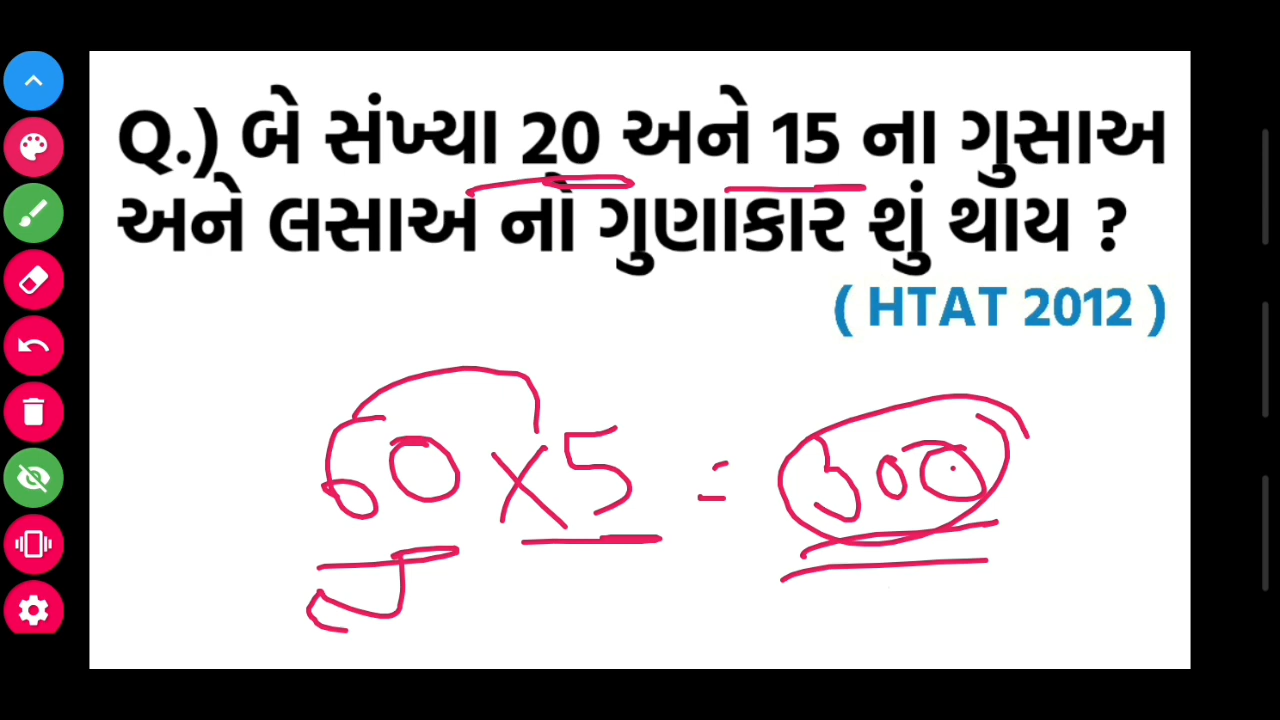 Q.) બે સંખ્યા 20 અને 15 ના ગુસાઅ
અને લસાઅ નો ગુણાકાર શું થાય ?
( HTAT 2012 )
60 × 5 = 300